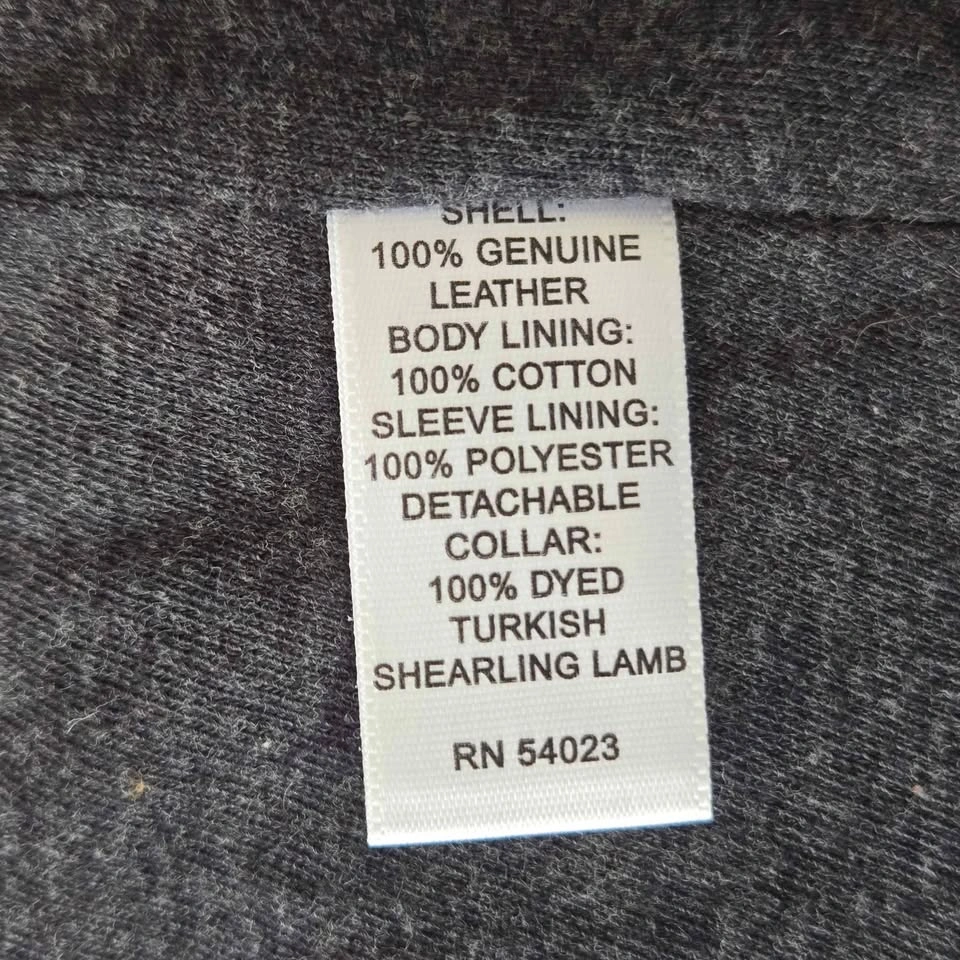 SHELL:
100% GENUINE
LEATHER
BODY LINING:
100% COTTON
SLEEVE LINING:
100% POLYESTER
DETACHABLE
COLLAR:
100% DYED
TURKISH
SHEARLING LAMB
RN 54023